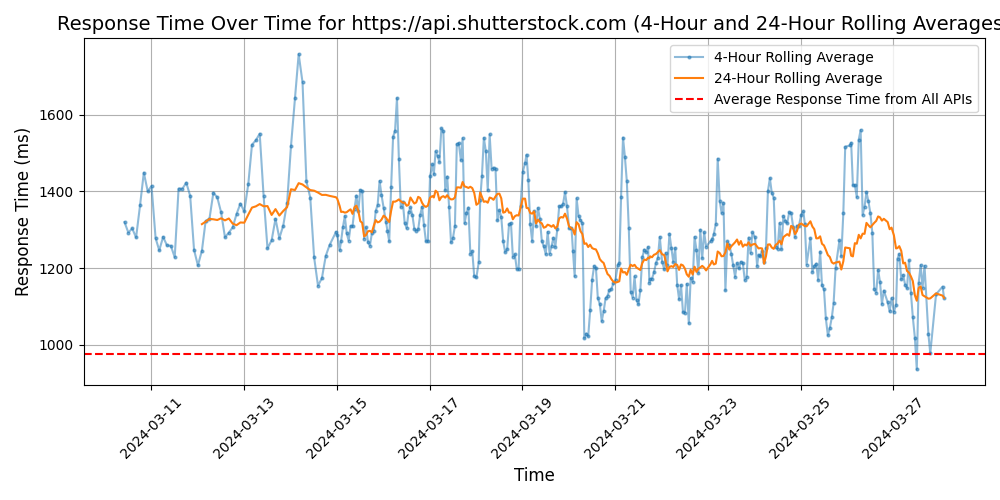 Response Time Over Time for https://api.shutterstock.com (4-Hour and 24-Hour Rolling Averages
4-Hour Rolling Average
24-Hour Rolling Average
Average Response Time from All APIs
Response Time (ms)
1600
1400
1200
1000
2024-03-11
2024-03-13
2024-03-15
2024-03-17
2024-03-19
2024-03-21
2024-03-23
2024-03-25
2024-03-27
Time